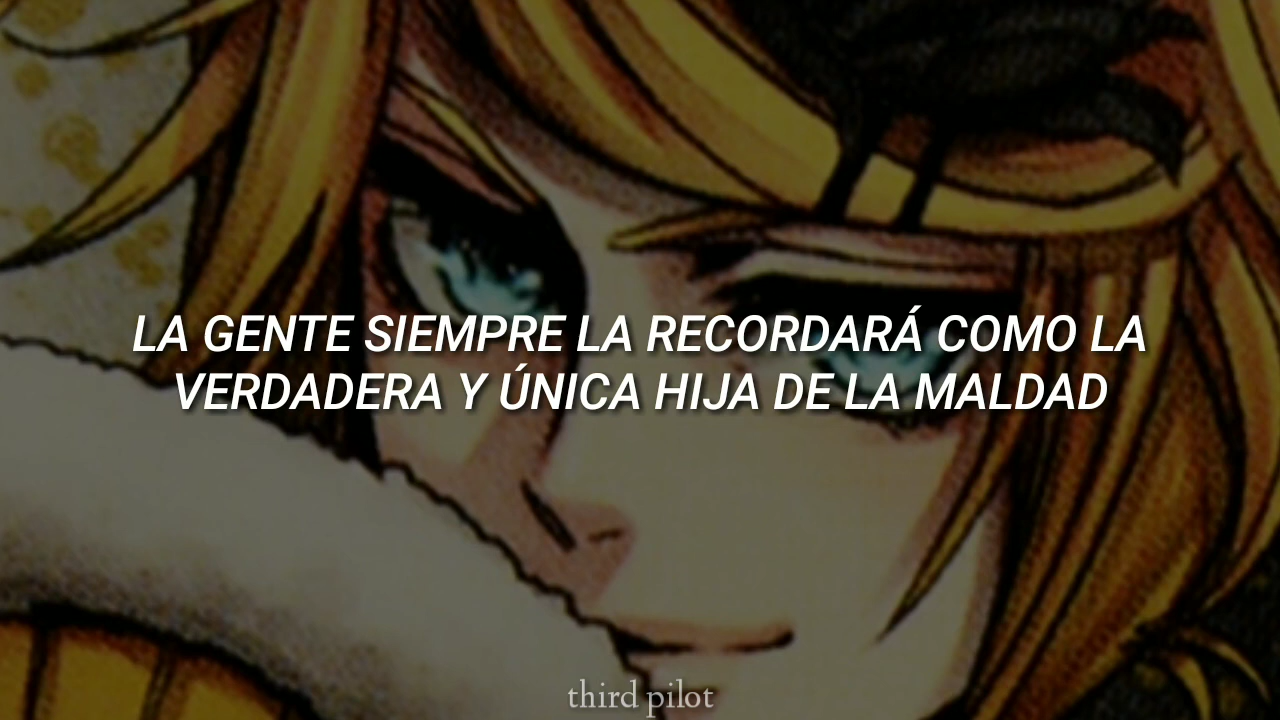 LA GENTE SIEMPRE LA RECORDARÁ COMO LA
VERDADERA Y ÚNICA HIJA DE LA MALDAD
third pilot